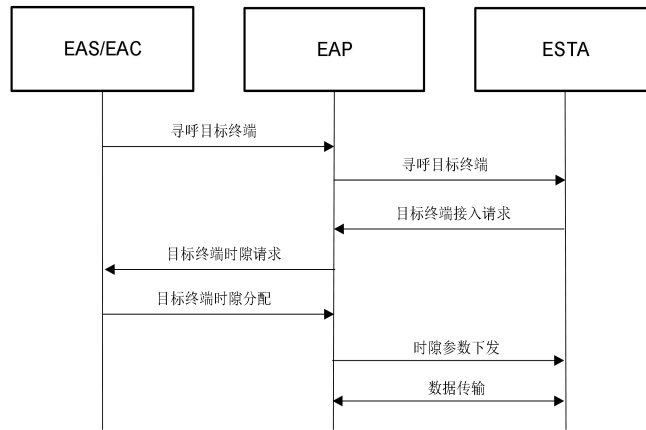 EAS/EAC
EAP
ESTA
寻呼目标终端
寻呼目标终端
目标终端接入请求
目标终端时隙请求
目标终端时隙分配
时隙参数下发
数据传输